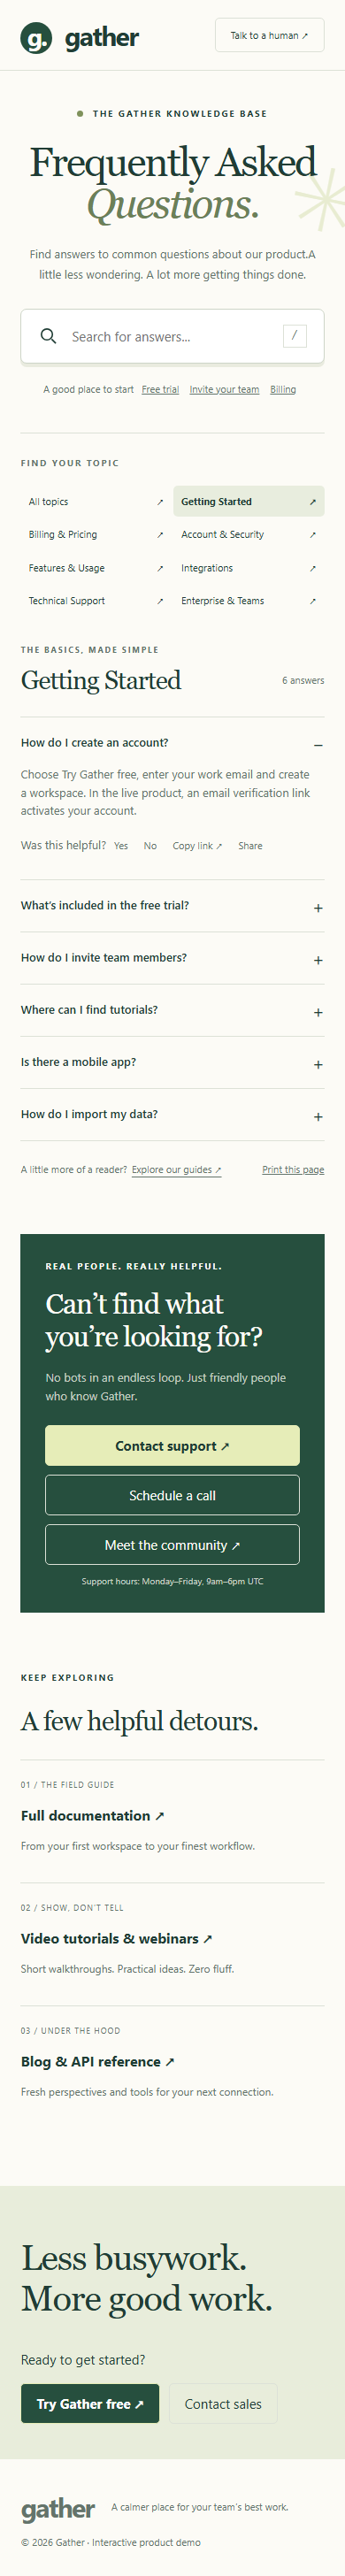 g. gather
Talk to a human ↗
THE GATHER KNOWLEDGE BASE
Frequently Asked
Questions.
Find answers to common questions about our product.A
little less wondering. A lot more getting things done.
Search for answers... /
A good place to start Free trial Invite your team Billing
FIND YOUR TOPIC
All topics ↗ Getting Started ↗
Billing & Pricing ↗ Account & Security ↗
Features & Usage ↗ Integrations ↗
Technical Support ↗ Enterprise & Teams ↗
THE BASICS, MADE SIMPLE
Getting Started 6 answers
How do I create an account? −
Choose Try Gather free, enter your work email and create
a workspace. In the live product, an email verification link
activates your account.
Was this helpful? Yes No Copy link ↗ Share
What's included in the free trial? +
How do I invite team members? +
Where can I find tutorials? +
Is there a mobile app? +
How do I import my data? +
A little more of a reader? Explore our guides ↗ Print this page
REAL PEOPLE. REALLY HELPFUL.
Can’t find what
you’re looking for?
No bots in an endless loop. Just friendly people
who know Gather.
Contact support ↗
Schedule a call
Meet the community ↗
Support hours: Monday–Friday, 9am–6pm UTC
KEEP EXPLORING
A few helpful detours.
01 / THE FIELD GUIDE
Full documentation ↗
From your first workspace to your finest workflow.
02 / SHOW, DON'T TELL
Video tutorials & webinars ↗
Short walkthroughs. Practical ideas. Zero fluff.
03 / UNDER THE HOOD
Blog & API reference ↗
Fresh perspectives and tools for your next connection.
Less busywork.
More good work.
Ready to get started?
Try Gather free ↗ Contact sales
gather A calmer place for your team's best work.
© 2026 Gather · Interactive product demo